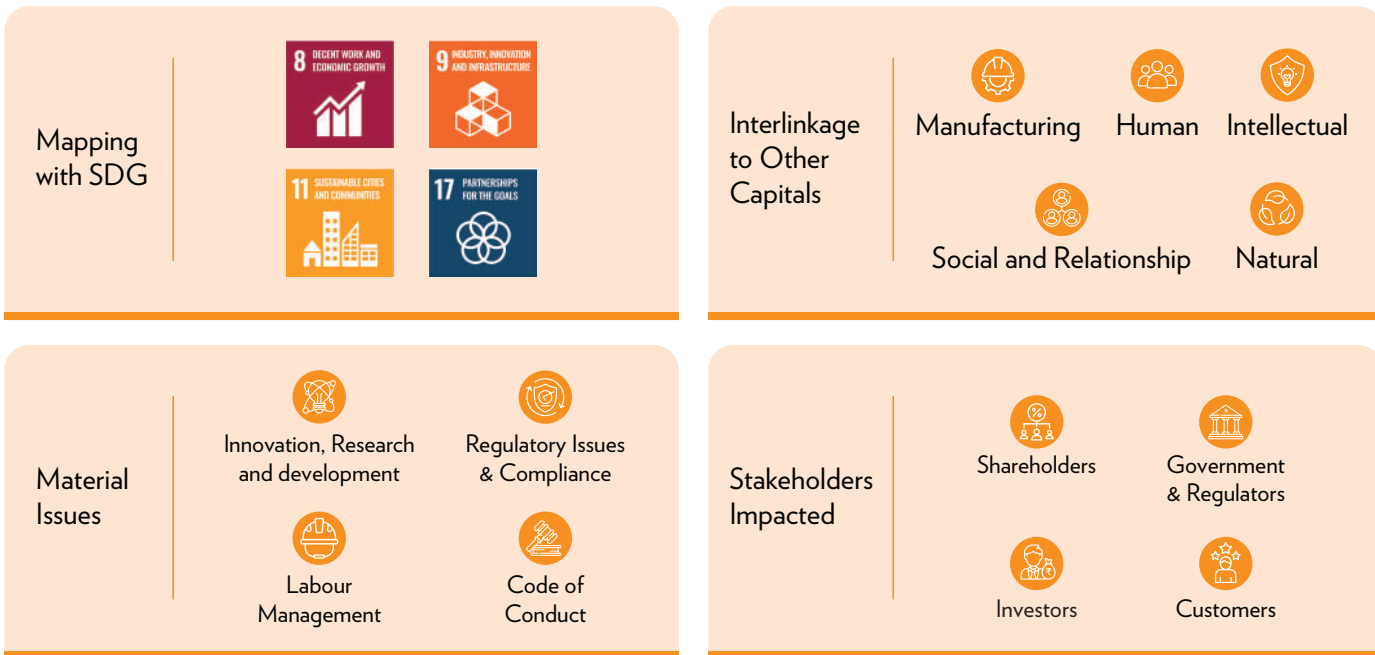 Mapping
with SDG
8 DECENT WORK AND
ECONOMIC GROWTH
9 INDUSTRY, INNOVATION
AND INFRASTRUCTURE
11 SUSTAINABLE CITIES
AND COMMUNITIES
17 PARTNERSHIPS
FOR THE GOALS
Interlinkage
to Other
Capitals
Manufacturing
Human
Intellectual
Social and Relationship
Natural
Material
Issues
Innovation, Research
and development
Regulatory Issues
& Compliance
Labour
Management
Code of
Conduct
Stakeholders
Impacted
%
Shareholders
Government
& Regulators
₹
Investors
Customers